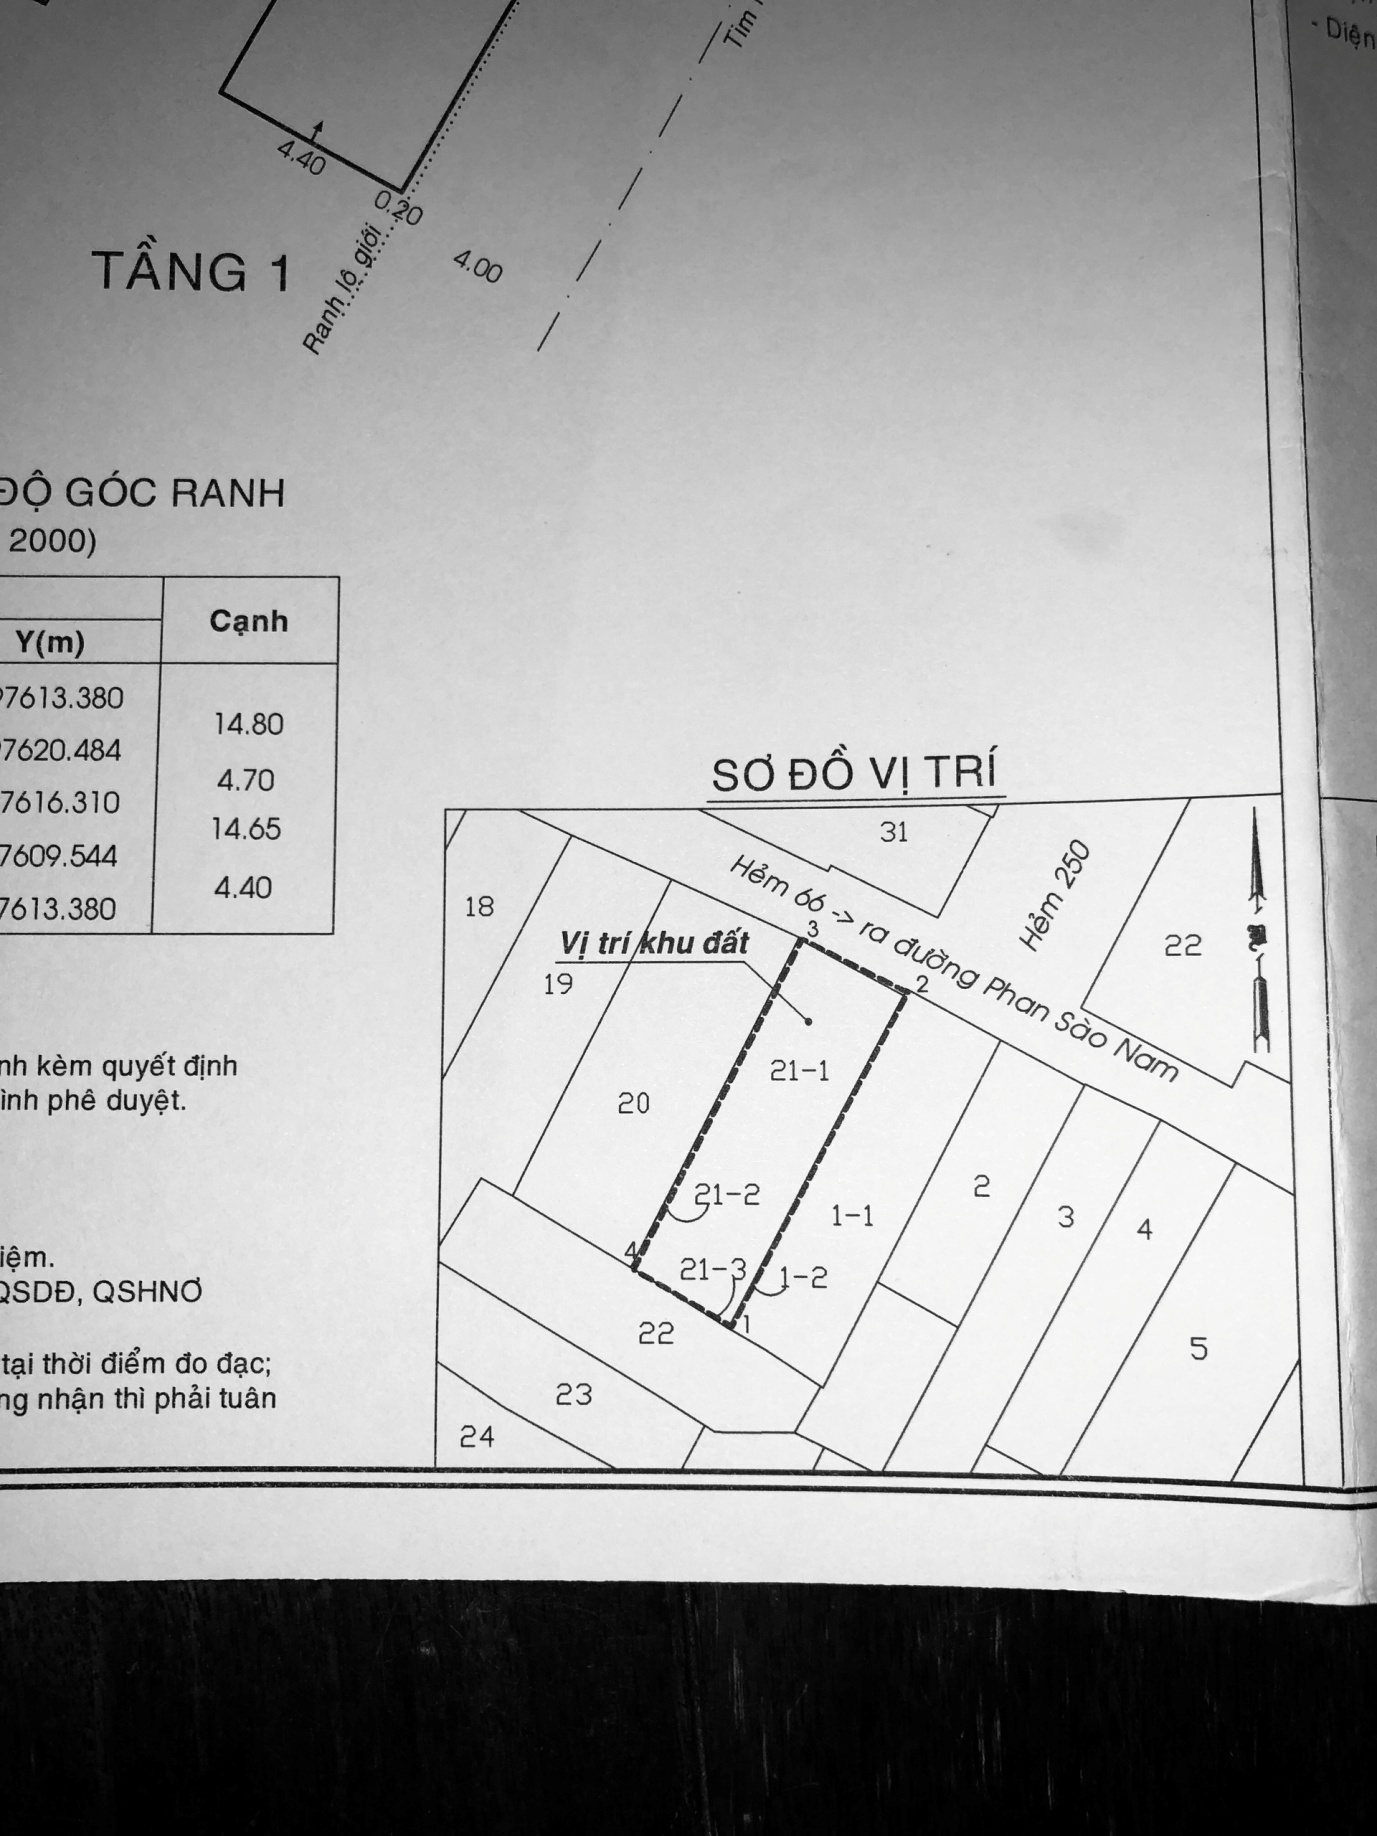 - Diện
Tim
4.40
0.20
Ranh lộ giới
4.00
TẦNG 1
ĐỘ GÓC RANH
2000)
Y(m)
Cạnh
97613.380
14.80
7620.484
4.70
7616.310
14.65
7609.544
4.40
7613.380
SƠ ĐỒ VỊ TRÍ
31
Hẻm 66 -> ra đường Phan Sào Nam
Hẻm 250
22
18
19
Vị trí khu đất
3
2
21-1
20
21-2
1-1
2
3
4
4
21-3
1-2
1
22
5
23
24
nh kèm quyết định
ình phê duyệt.
iệm.
QSDĐ, QSHNƠ
tại thời điểm đo đạc;
ng nhận thì phải tuân